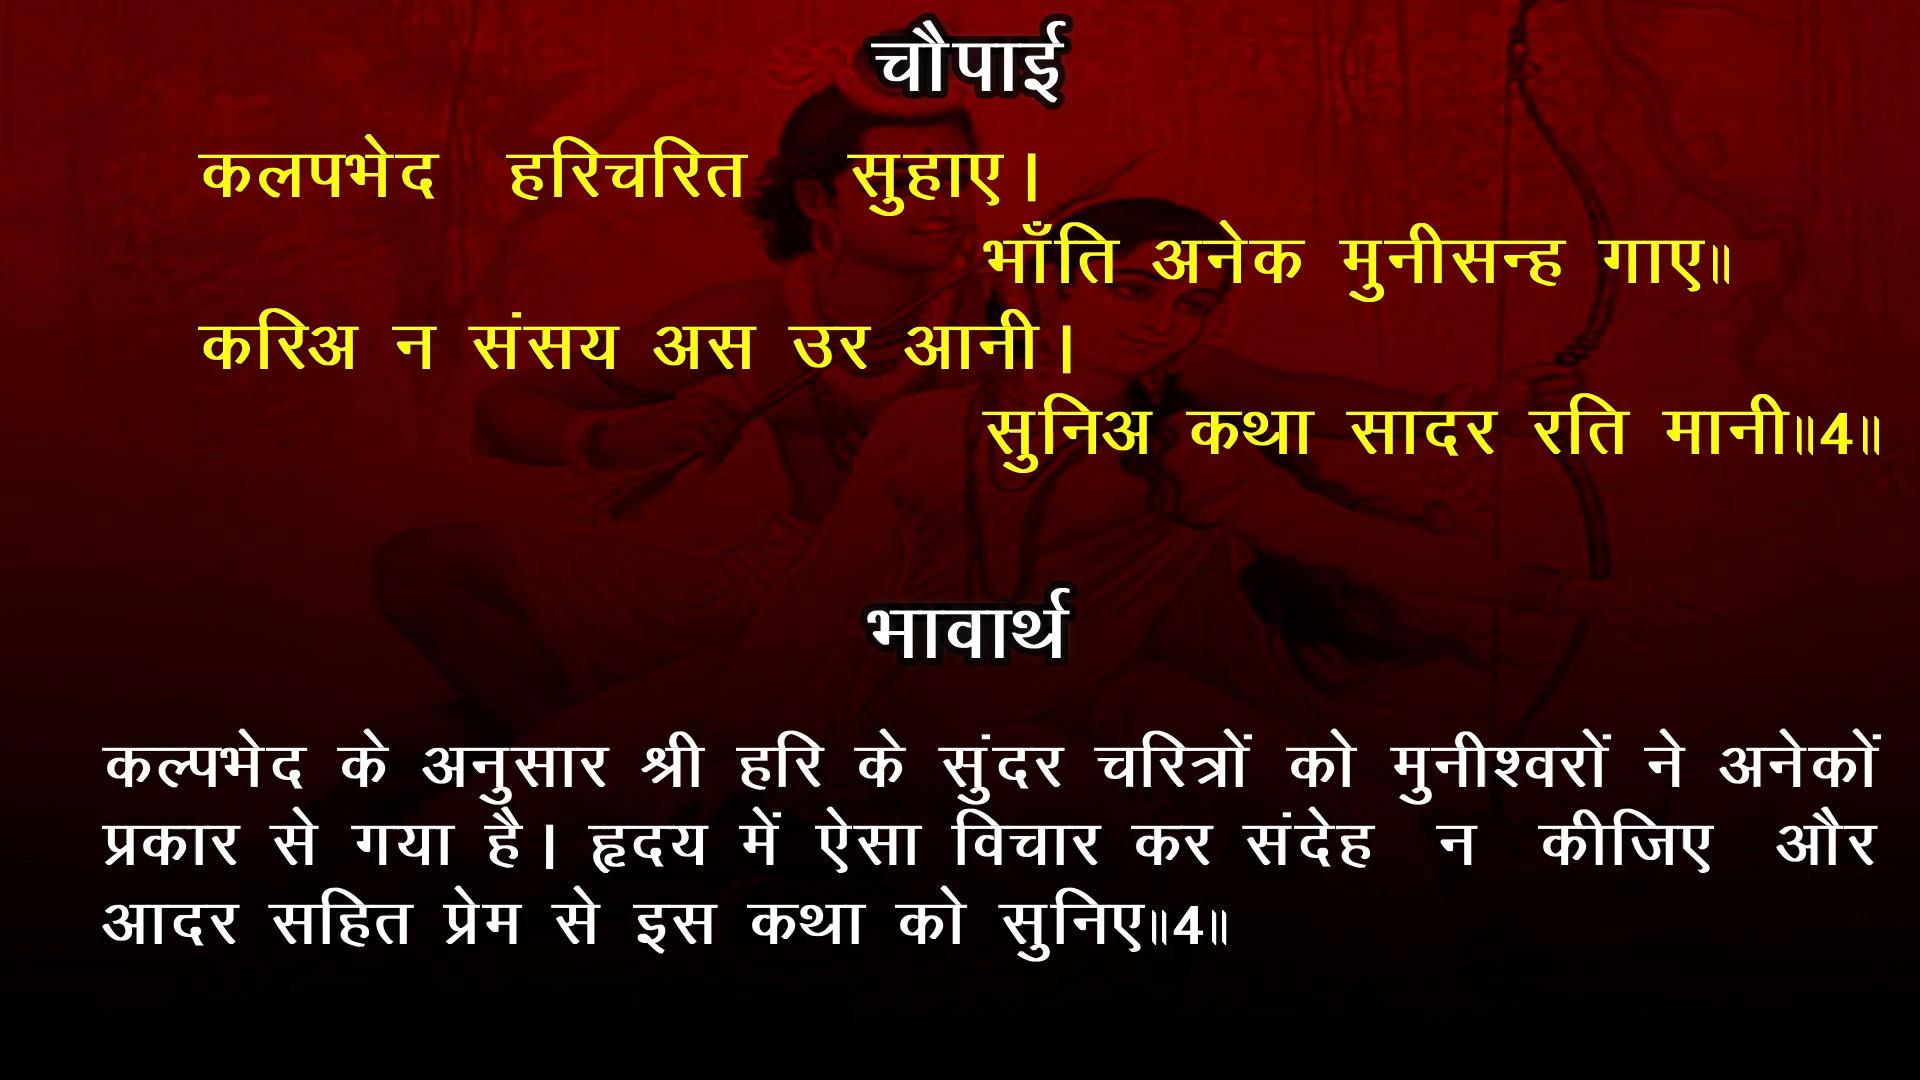 चौपाई
कलपभेद हरिचरित सुहाए।
भाँति अनेक मुनीसन्ह गाए॥
करिअ न संसय अस उर आनी।
सुनिअ कथा सादर रति मानी॥4॥
भावार्थ
कल्पभेद के अनुसार श्री हरि के सुंदर चरित्रों को मुनीश्वरों ने अनेकों
प्रकार से गया है। हृदय में ऐसा विचार कर संदेह न कीजिए और
आदर सहित प्रेम से इस कथा को सुनिए॥4॥